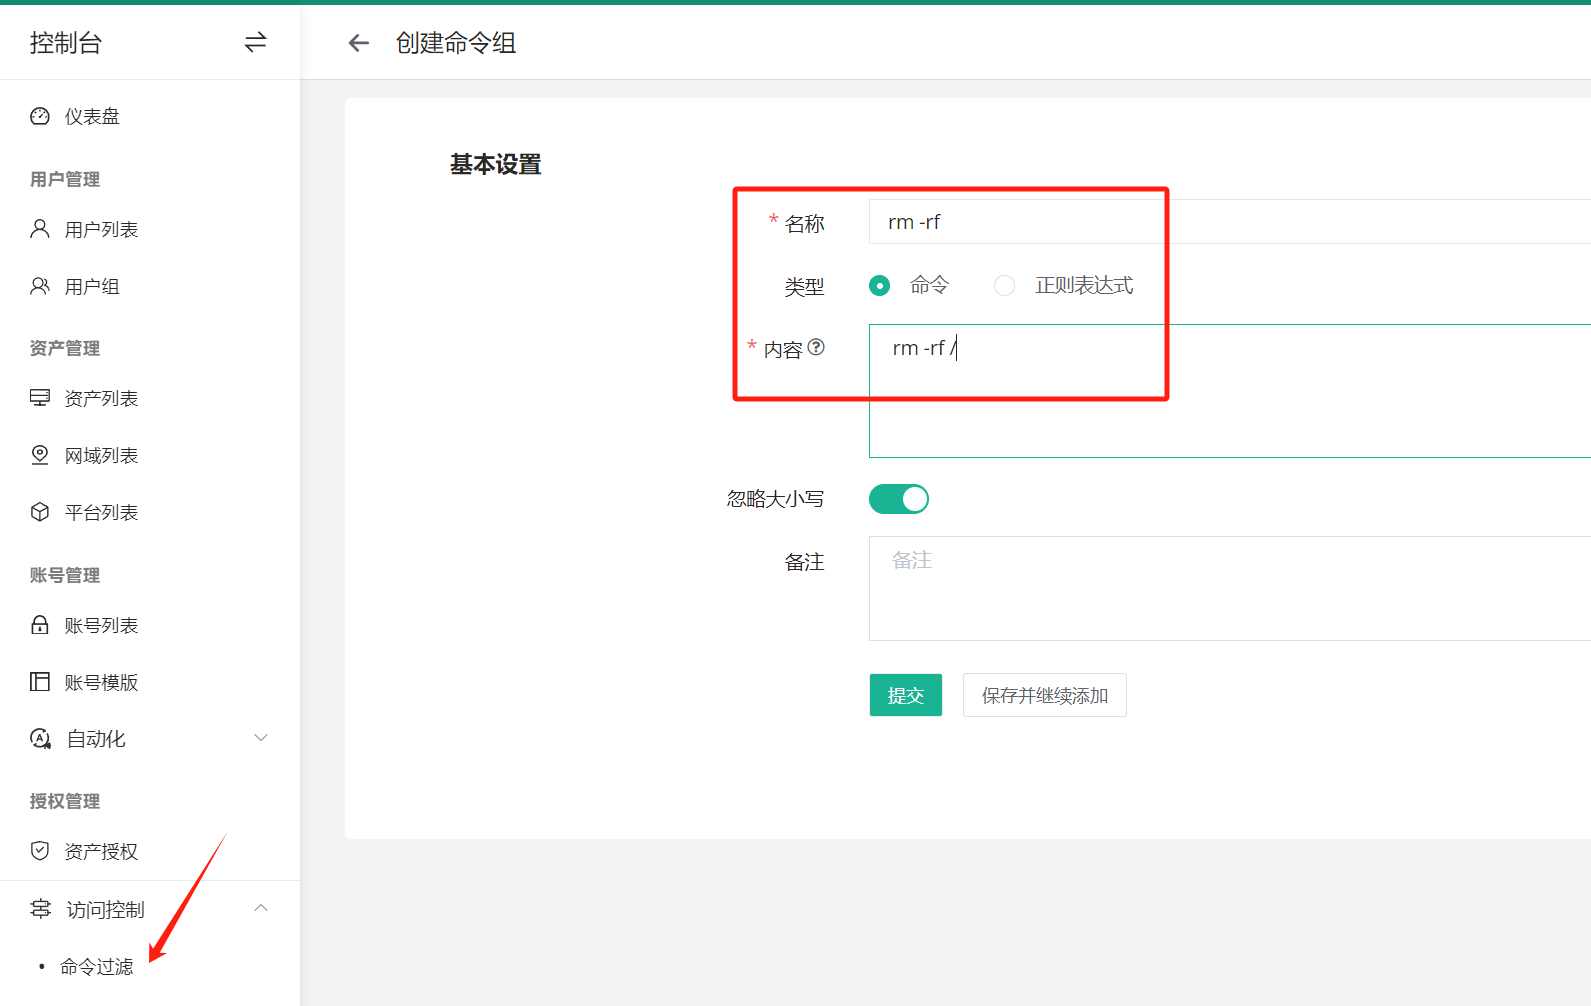 控制台
仪表盘
用户管理
用户列表
用户组
资产管理
资产列表
网域列表
平台列表
账号管理
账号列表
账号模版
自动化
授权管理
资产授权
访问控制
命令过滤
创建命令组
基本设置
* 名称 rm -rf
类型 命令 正则表达式
* 内容 rm -rf /
忽略大小写
备注 备注
提交 保存并继续添加